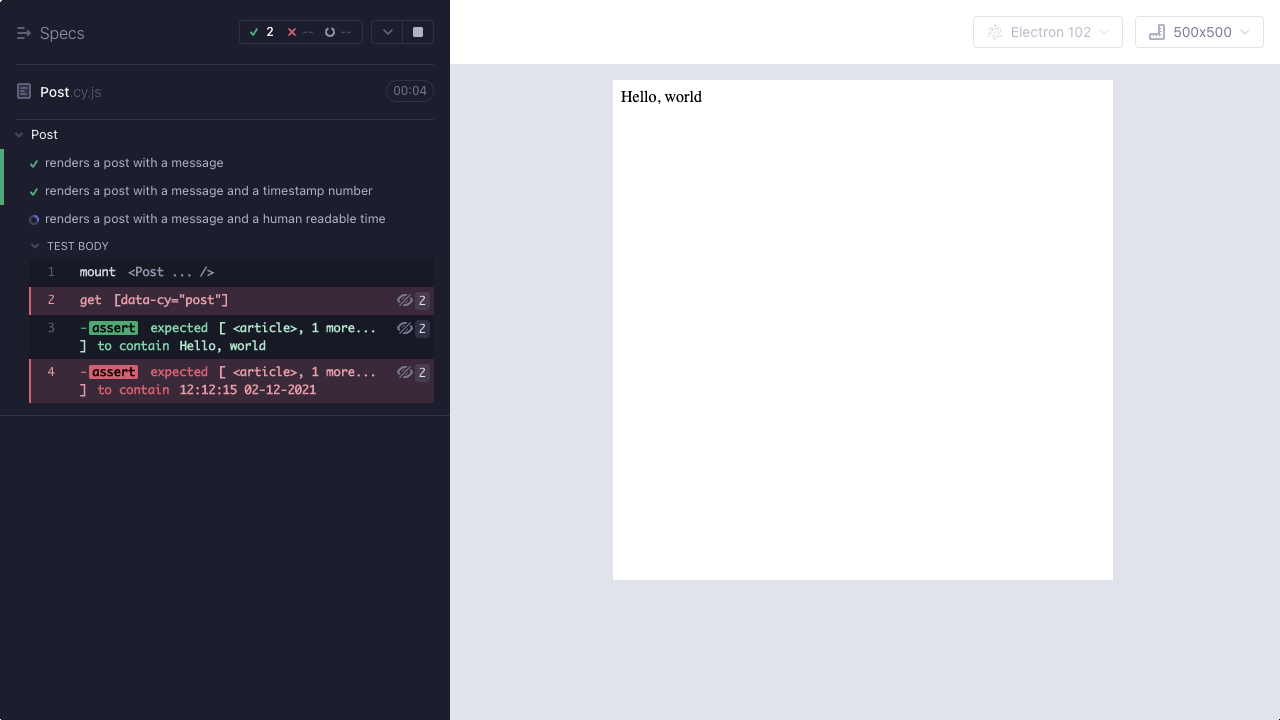 Specs
2 -- --
Electron 102
500x500
Post.cy.js
00:04
Hello, world
Post
renders a post with a message
renders a post with a message and a timestamp number
renders a post with a message and a human readable time
TEST BODY
1 mount <Post ... />
2 get [data-cy="post"] 2
3 -assert expected [ <article>, 1 more... 2
] to contain Hello, world
4 -assert expected [ <article>, 1 more... 2
] to contain 12:12:15 02-12-2021